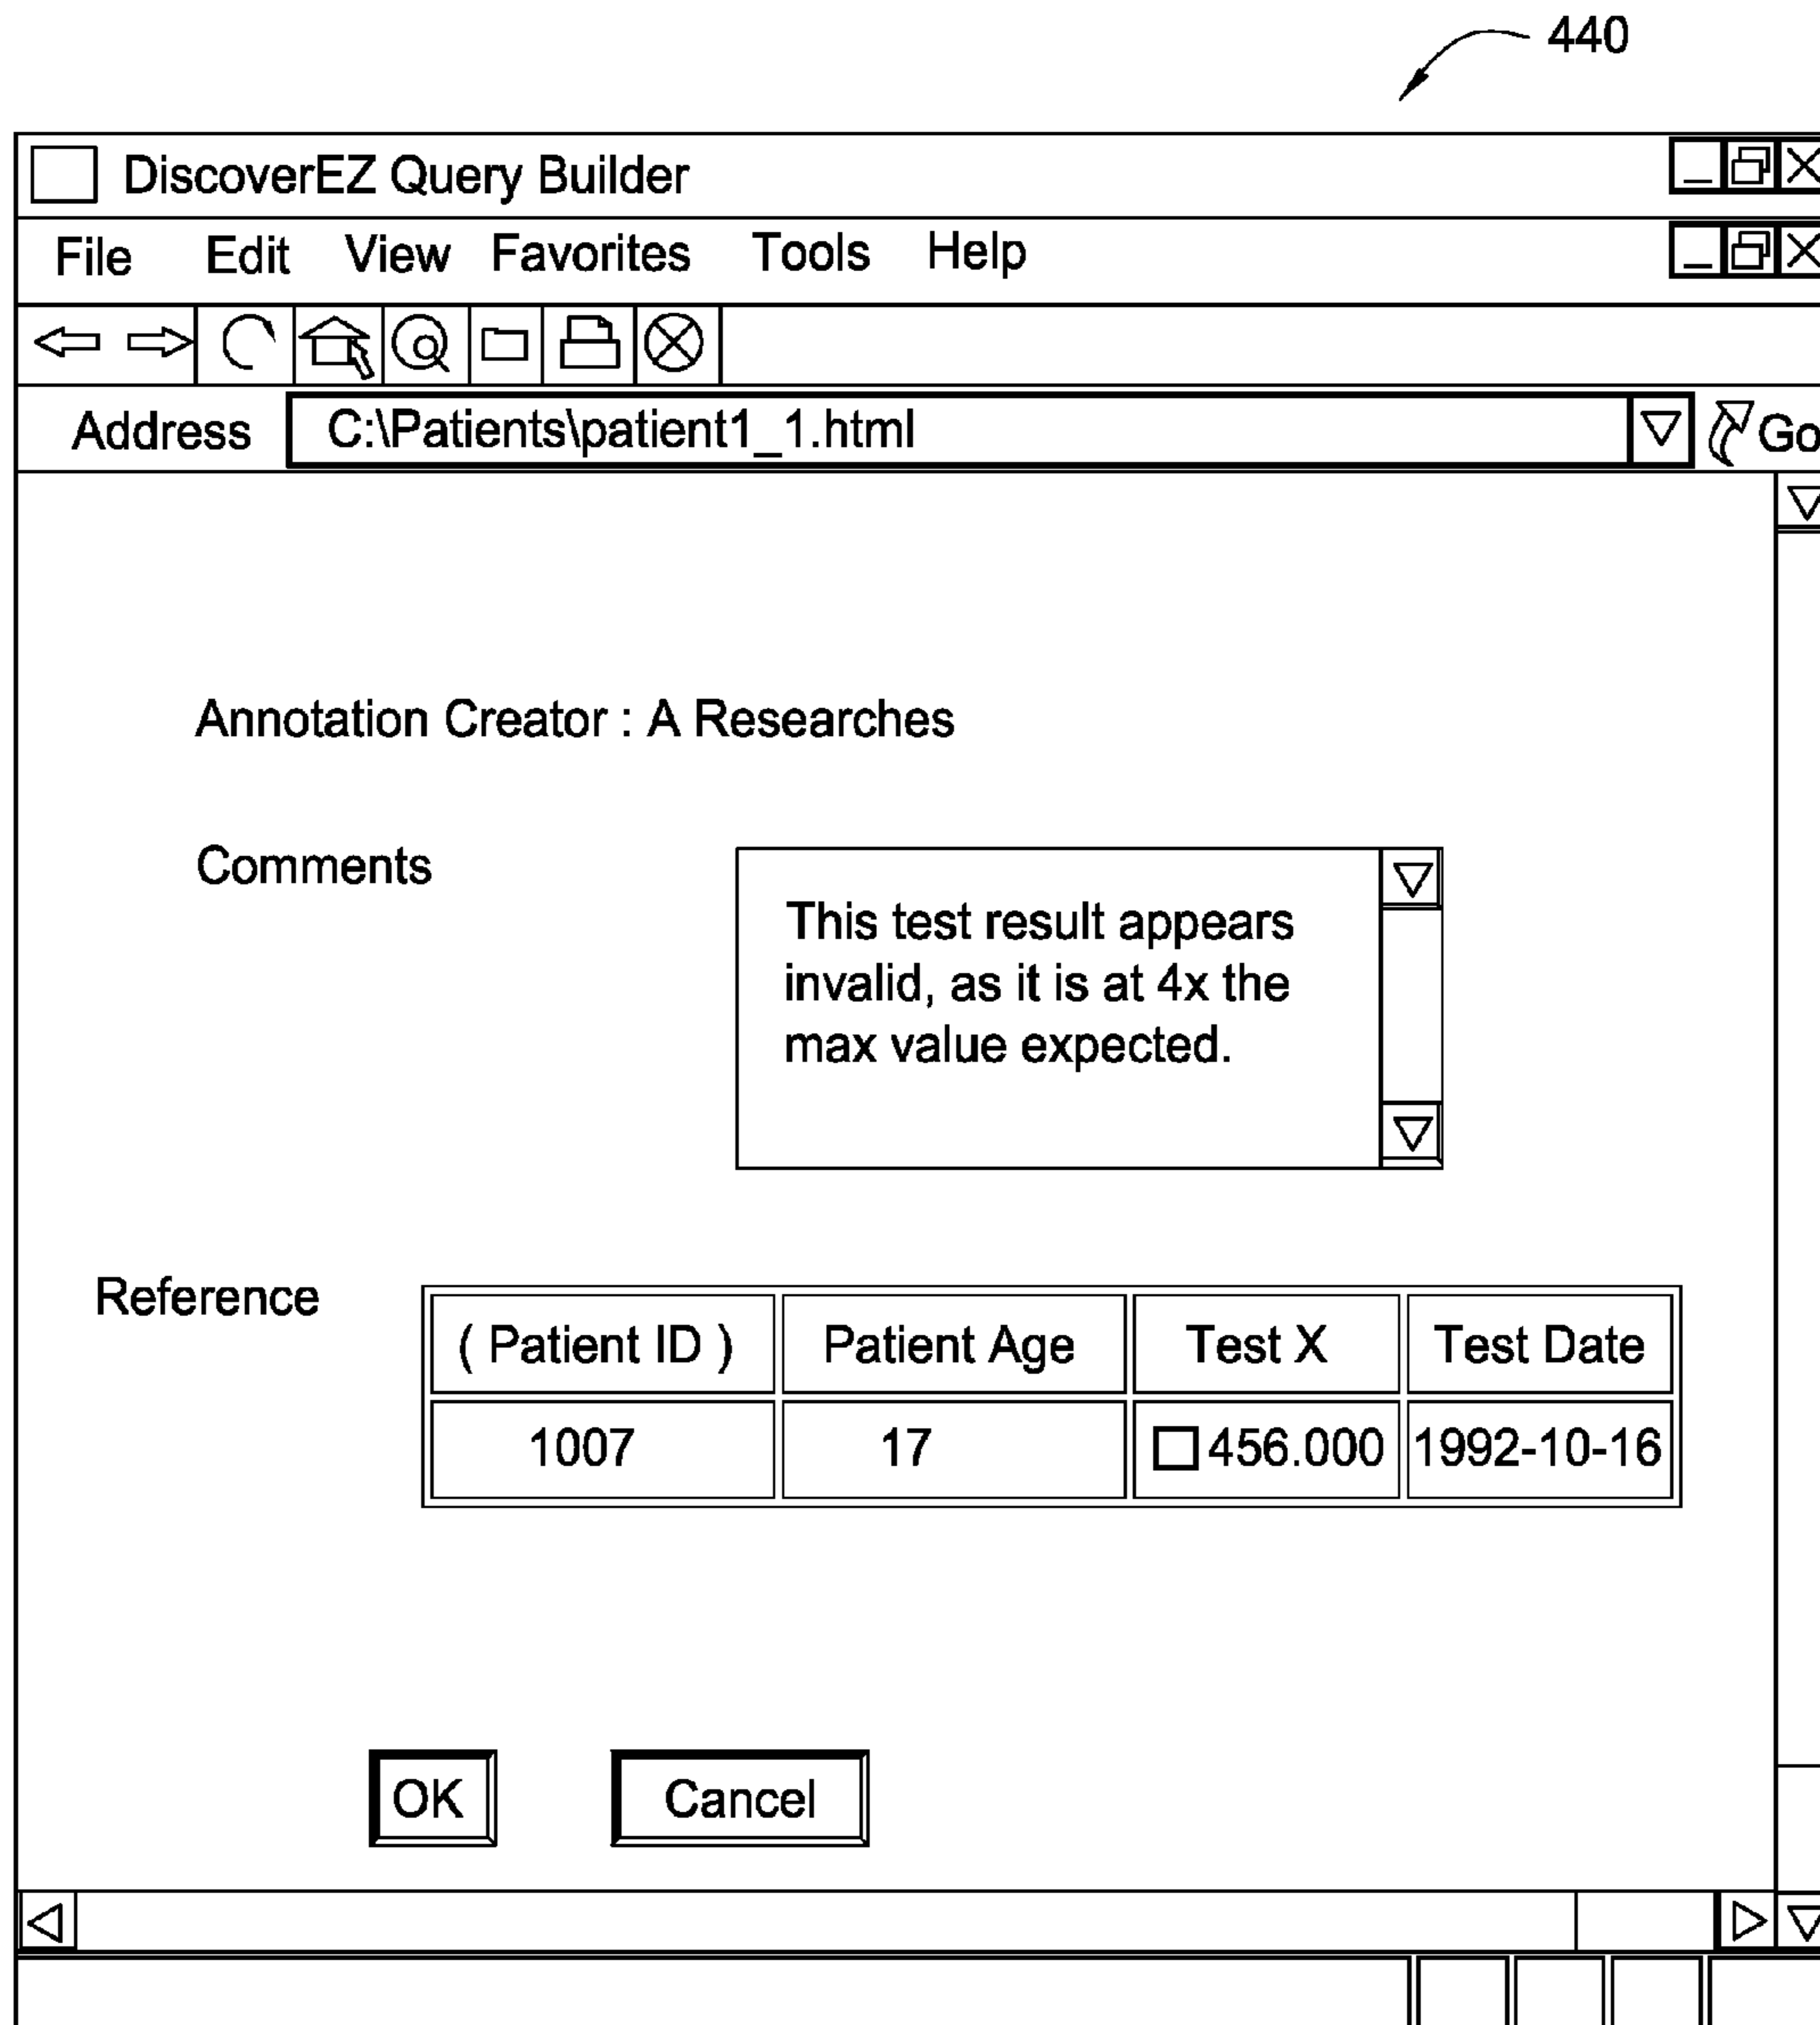 440
DiscoverEZ Query Builder
File Edit View Favorites Tools Help
Address C:\Patients\patient1_1.html Go
Annotation Creator : A Researches
Comments
This test result appears
invalid, as it is at 4x the
max value expected.
Reference
( Patient ID ) Patient Age Test X Test Date
1007 17 456.000 1992-10-16
OK Cancel